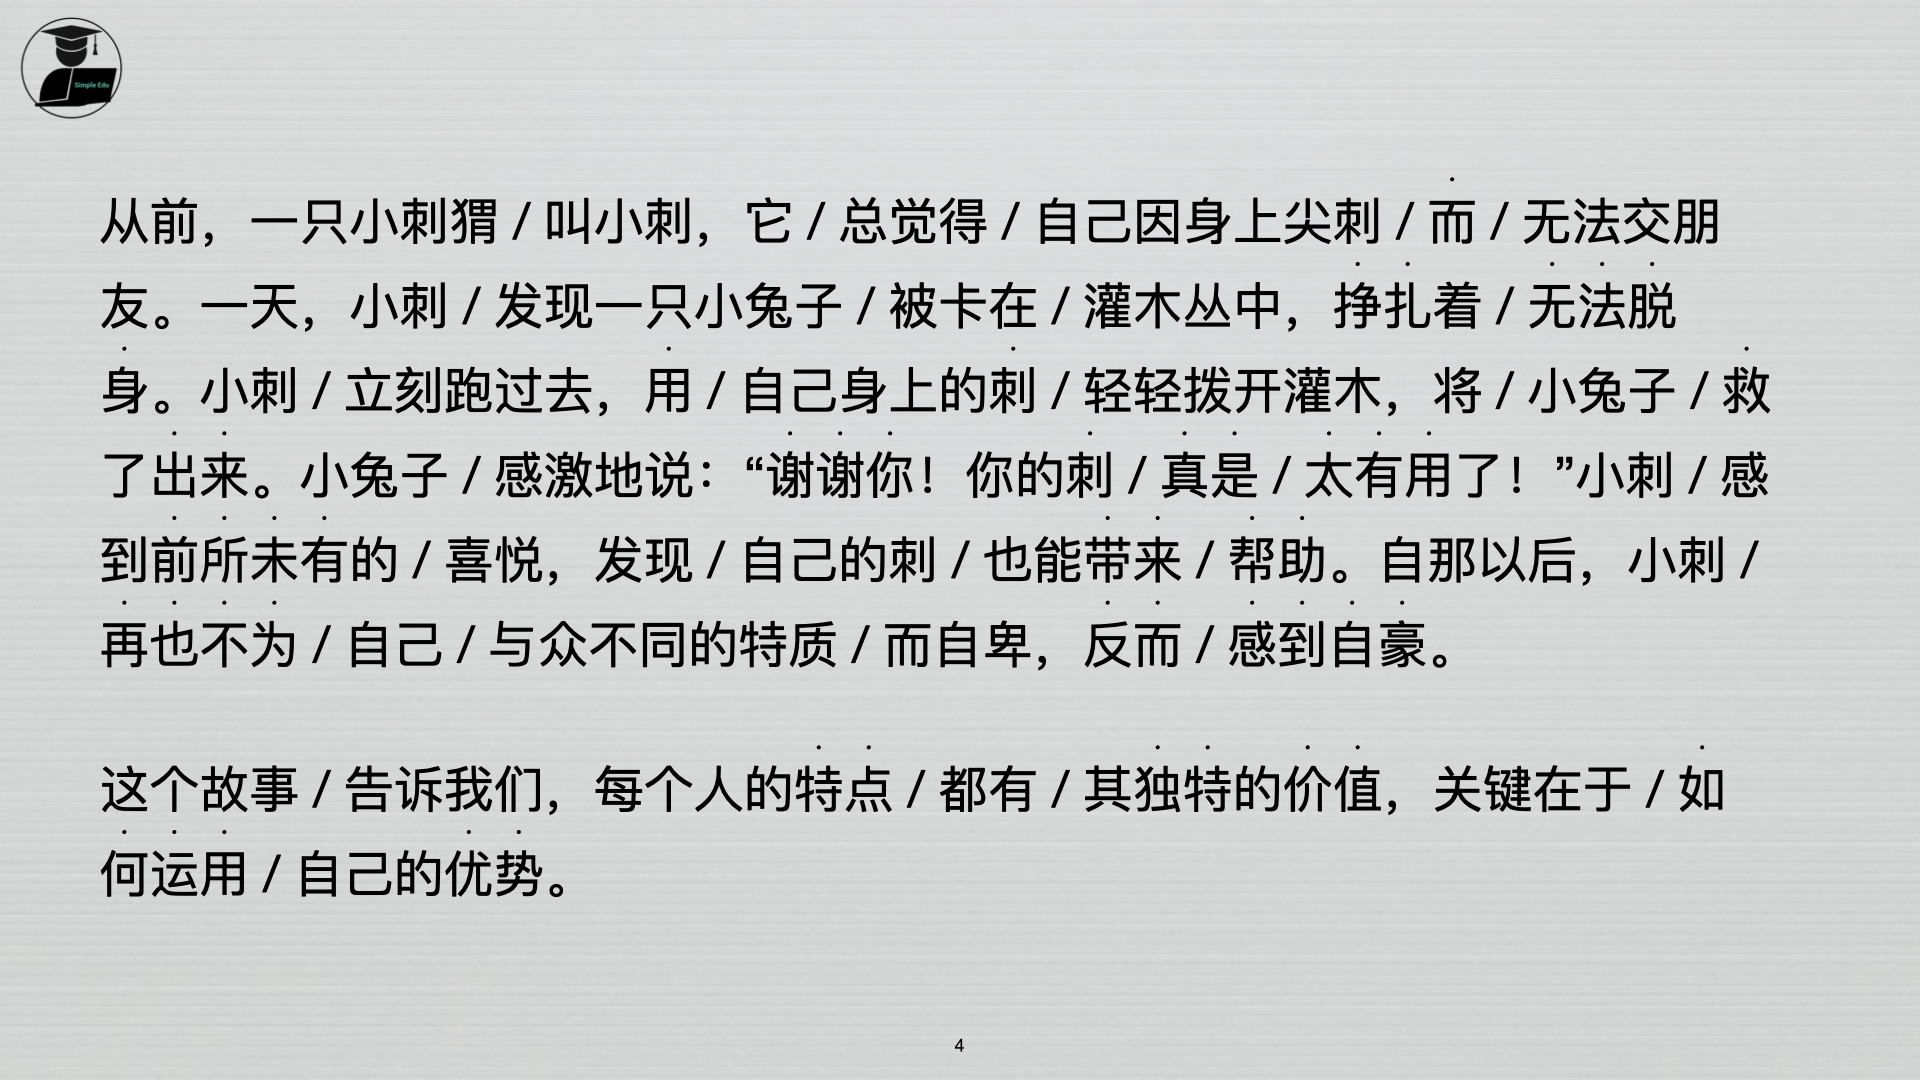 Simple Edu
从前，一只小刺猬 / 叫小刺，它 / 总觉得 / 自己因身上尖刺 / 而 / 无法交朋
友。一天，小刺 / 发现一只小兔子 / 被卡在 / 灌木丛中，挣扎着 / 无法脱
身。小刺 / 立刻跑过去，用 / 自己身上的刺 / 轻轻拨开灌木，将 / 小兔子 / 救
了出来。小兔子 / 感激地说：“谢谢你！你的刺 / 真是 / 太有用了！”小刺 / 感
到前所未有的 / 喜悦，发现 / 自己的刺 / 也能带来 / 帮助。自那以后，小刺 /
再也不为 / 自己 / 与众不同的特质 / 而自卑，反而 / 感到自豪。
这个故事 / 告诉我们，每个人的特点 / 都有 / 其独特的价值，关键在于 / 如
何运用 / 自己的优势。
4